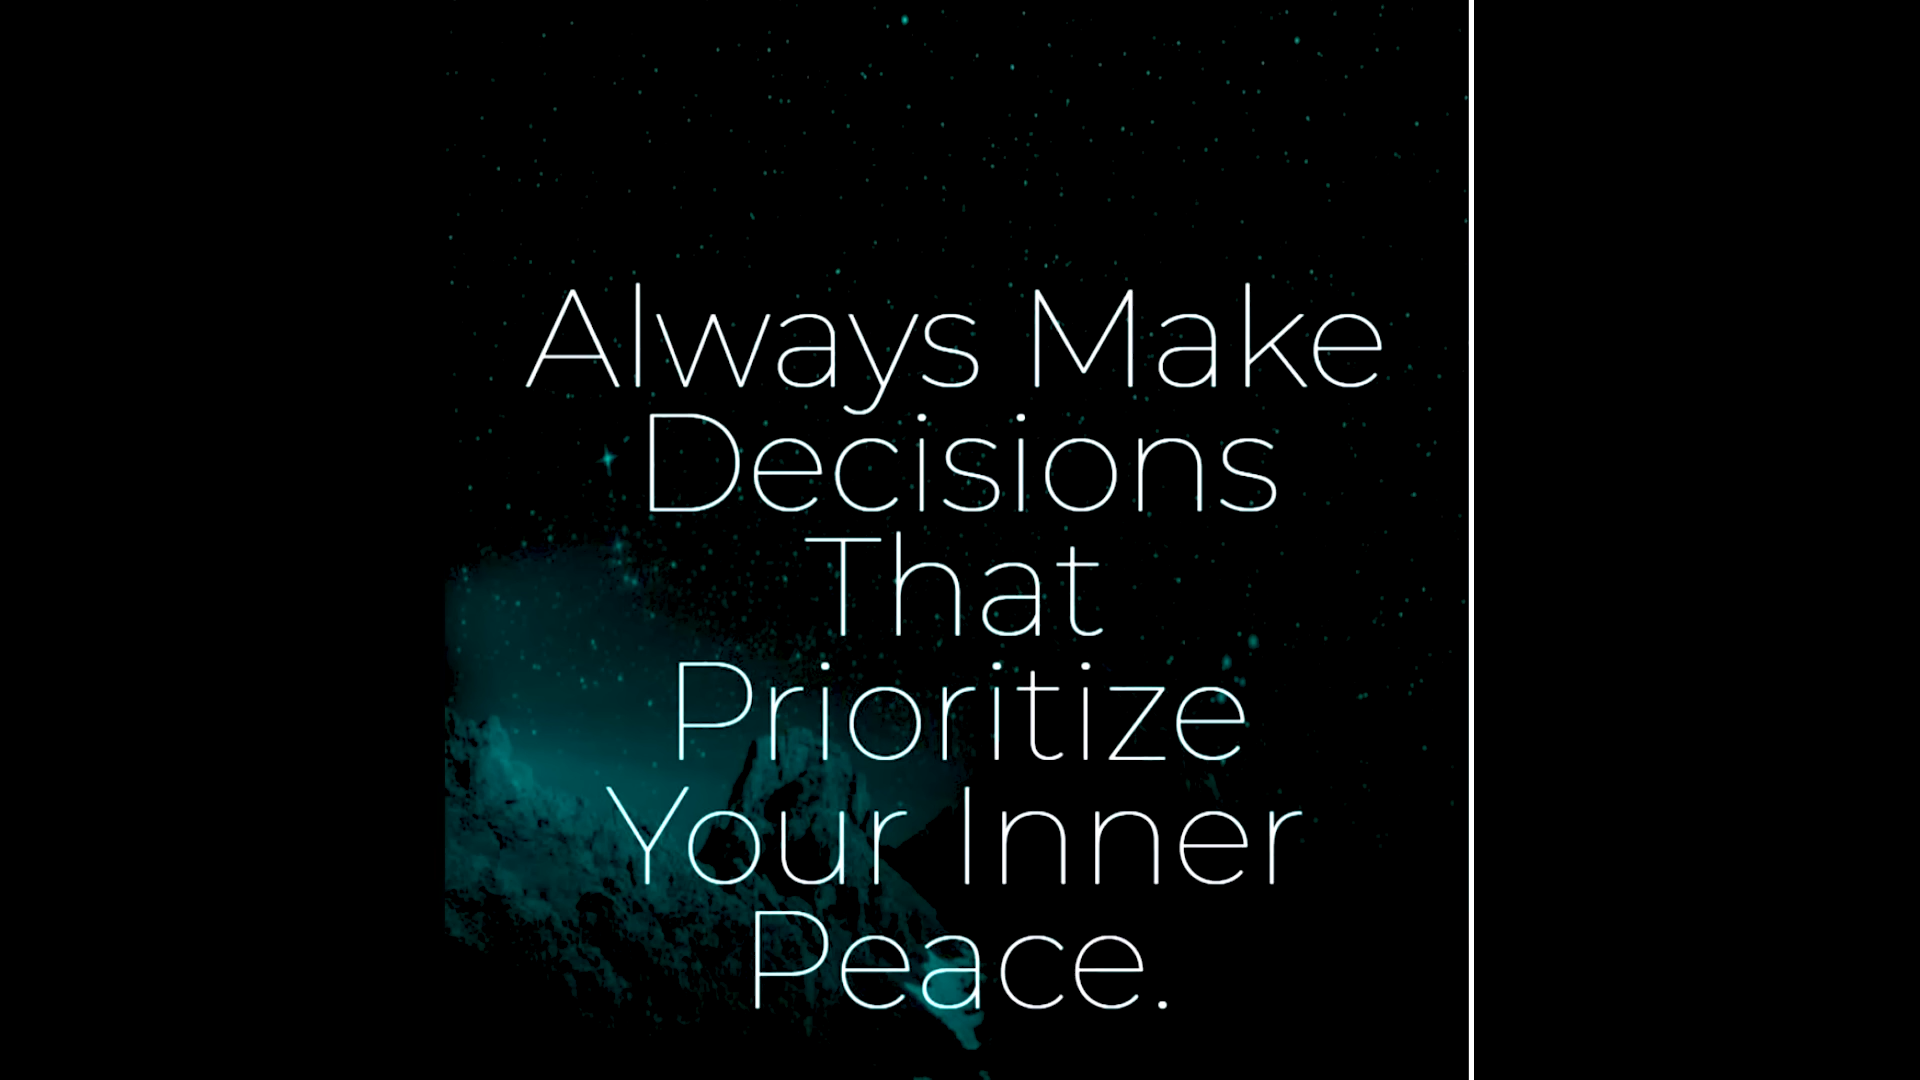 Always Make
Decisions
That
Prioritize
Your Inner
Peace.